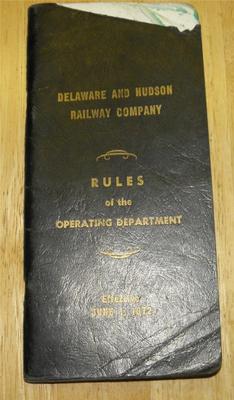 DELAWARE AND HUDSON
RAILWAY COMPANY
RULES
of the
OPERATING DEPARTMENT
Effective
JUNE 1, 1972